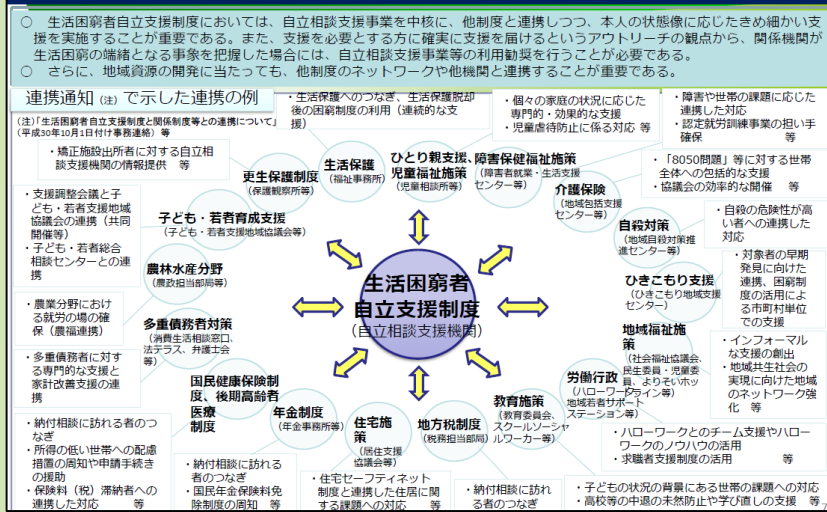 ○ 生活困窮者自立支援制度においては、自立相談支援事業を中核に、他制度と連携しつつ、本人の状態像に応じたきめ細かい支
援を実施することが重要である。また、支援を必要とする方に確実に支援を届けるというアウトリーチの観点から、関係機関が
生活困窮の端緒となる事象を把握した場合には、自立相談支援事業等の利用勧奨を行うことが必要である。
○ さらに、地域資源の開発に当たっても、他制度のネットワークや他機関と連携することが重要である。
連携通知(注)で示した連携の例
(注)「生活困窮者自立支援制度と関係制度等との連携について」
(平成30年10月1日付け事務連絡)等
・生活保護へのつなぎ、生活保護脱却
後の困窮制度の利用(連続的な支
援)
・個々の家庭の状況に応じた
専門的・効果的な支援
・児童虐待防止に係る対応 等
・障害や世帯の課題に応じた
連携した対応
・認定就労訓練事業の担い手
確保 等
・矯正施設出所者に対する自立相
談支援機関の情報提供 等
更生保護制度
(保護観察所等)
生活保護
(福祉事務所)
ひとり親支援、
児童福祉施策
(児童相談所等)
障害保健福祉施策
(障害者就業・生活支援
センター等)
・「8050問題」等に対する世帯
全体への包括的な支援
・協議会の効率的な開催 等
介護保険
(地域包括支援
センター等)
・支援調整会議と子
ども・若者支援地域
協議会の連携(共同
開催等)
・子ども・若者総合
相談センターとの連
携
子ども・若者育成支援
(子ども・若者支援地域協議会等)
自殺対策
(地域自殺対策推
進センター等)
・自殺の危険性が高
い者への連携した
対応
農林水産分野
(農政担当部局等)
生活困窮者
自立支援制度
(自立相談支援機関)
ひきこもり支援
(ひきこもり地域支援
センター)
・対象者の早期
発見に向けた
連携、困窮制
度の活用によ
る市町村単位
での支援
・農業分野におけ
る就労の場の確
保(農福連携)
多重債務者対策
(消費生活相談窓口、
法テラス、弁護士会
等)
地域福祉施
策
(社会福祉協議会、
民生委員・児童委
員、よりそいホッ
トライン等)
・インフォーマル
な支援の創出
・地域共生社会の
実現に向けた地域
のネットワーク強
化 等
・多重債務者に対す
る専門的な支援と
家計改善支援の連
携
国民健康保険制
度、後期高齢者
医療
制度
年金制度
(年金事務所等)
住宅施
策
(居住支援
協議会等)
地方税制度
(税務担当部局)
教育施策
(教育委員会、
スクールソーシャ
ルワーカー等)
労働行政
(ハローワーク、
地域若者サポート
ステーション等)
・納付相談に訪れる者のつ
なぎ
・所得の低い世帯への配慮
措置の周知や申請手続き
の援助
・保険料(税)滞納者への
連携した対応 等
・納付相談に訪れる
者のつなぎ
・国民年金保険料免
除制度の周知 等
・住宅セーフティネット
制度と連携した住居に関
する課題への対応 等
・納付相談に訪れ
る者のつなぎ
・ハローワークとのチーム支援やハロー
ワークのノウハウの活用
・求職者支援制度の活用 等
・子どもの状況の背景にある世帯の課題への対応
・高校等の中退の未然防止や学び直しの支援 等
7